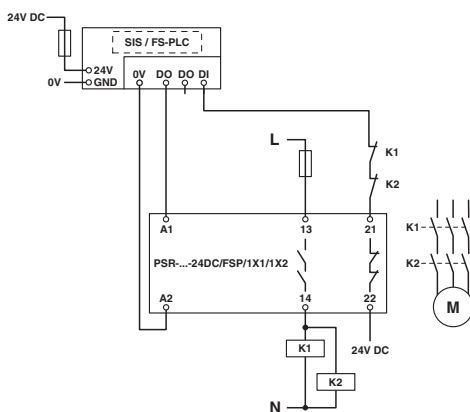 24V DC
SIS / FS-PLC
24V
0V DO DO DI
0V GND
K1
L
K2
A1 13 21
PSR-...-24DC/FSP/1X1/1X2
K1
K2
A2 14 22
M
K1
24V DC
K2
N